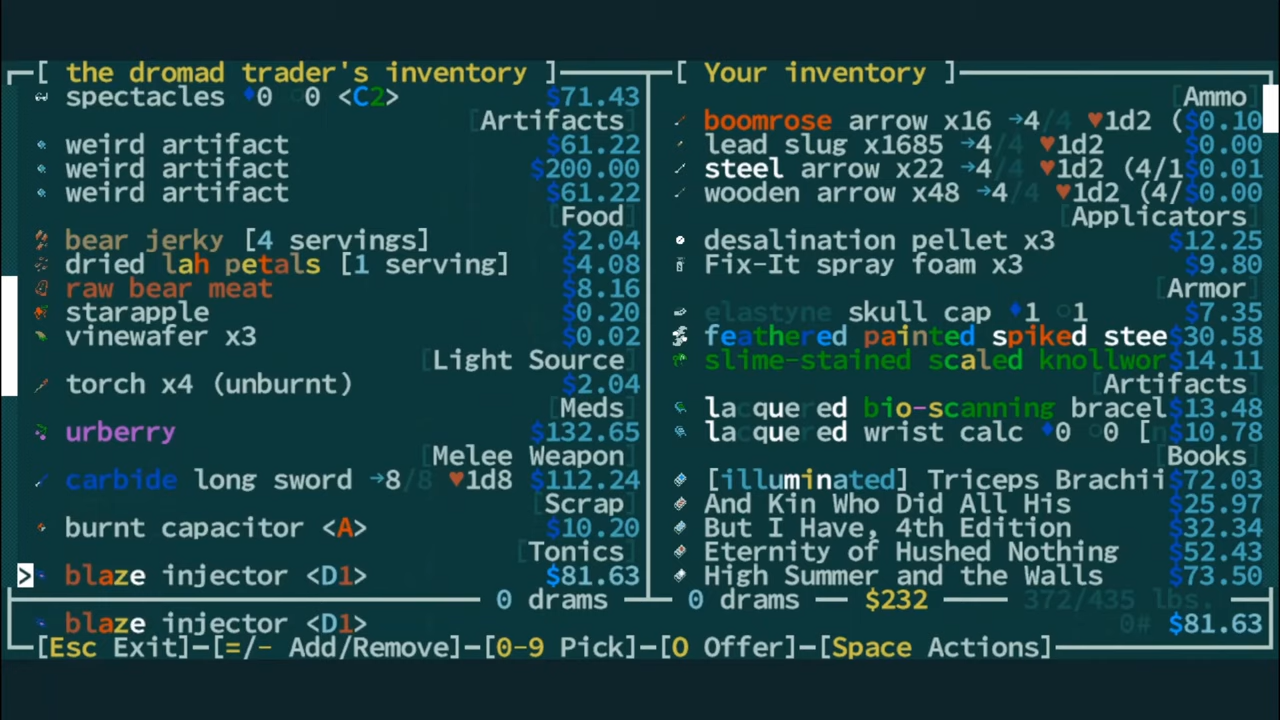 [ the dromad trader's inventory ]
spectacles ♦0 ○0 <C2> $71.43
[Artifacts]
weird artifact $61.22
weird artifact $200.00
weird artifact $61.22
[Food]
bear jerky [4 servings] $2.04
dried lah petals [1 serving] $4.08
raw bear meat $8.16
starapple $0.20
vinewafer x3 $0.02
[Light Source]
torch x4 (unburnt) $2.04
[Meds]
urberry $132.65
[Melee Weapon]
carbide long sword →8/8 ♥1d8 $112.24
[Scrap]
burnt capacitor <A> $10.20
[Tonics]
> blaze injector <D1> $81.63
0 drams
[ Your inventory ]
[Ammo]
boomrose arrow x16 →4/4 ♥1d2 ( $0.10
lead slug x1685 →4/4 ♥1d2 $0.00
steel arrow x22 →4/4 ♥1d2 (4/1 $0.01
wooden arrow x48 →4/4 ♥1d2 (4/ $0.00
[Applicators]
desalination pellet x3 $12.25
Fix-It spray foam x3 $9.80
[Armor]
elastyne skull cap ♦1 ○1 $7.35
feathered painted spiked stee $30.58
slime-stained scaled knollwor $14.11
[Artifacts]
lacquered bio-scanning bracel $13.48
lacquered wrist calc ♦0 ○0 [n $10.78
[Books]
[illuminated] Triceps Brachii $72.03
And Kin Who Did All His $25.97
But I Have, 4th Edition $32.34
Eternity of Hushed Nothing $52.43
High Summer and the Walls $73.50
0 drams — $232 — 372/435 lbs.
blaze injector <D1> 0# $81.63
[Esc Exit]-[=/- Add/Remove]-[0-9 Pick]-[O Offer]-[Space Actions]